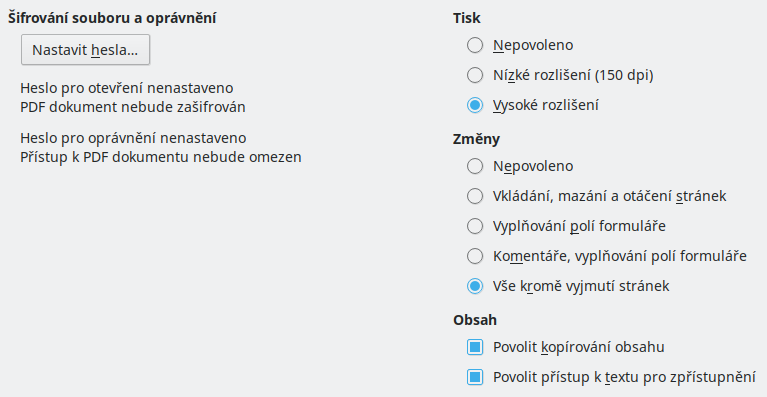 Šifrování souboru a oprávnění
Nastavit hesla...
Heslo pro otevření nenastaveno
PDF dokument nebude zašifrován
Heslo pro oprávnění nenastaveno
Přístup k PDF dokumentu nebude omezen
Tisk
Nepovoleno
Nízké rozlišení (150 dpi)
Vysoké rozlišení
Změny
Nepovoleno
Vkládání, mazání a otáčení stránek
Vyplňování polí formuláře
Komentáře, vyplňování polí formuláře
Vše kromě vyjmutí stránek
Obsah
Povolit kopírování obsahu
Povolit přístup k textu pro zpřístupnění